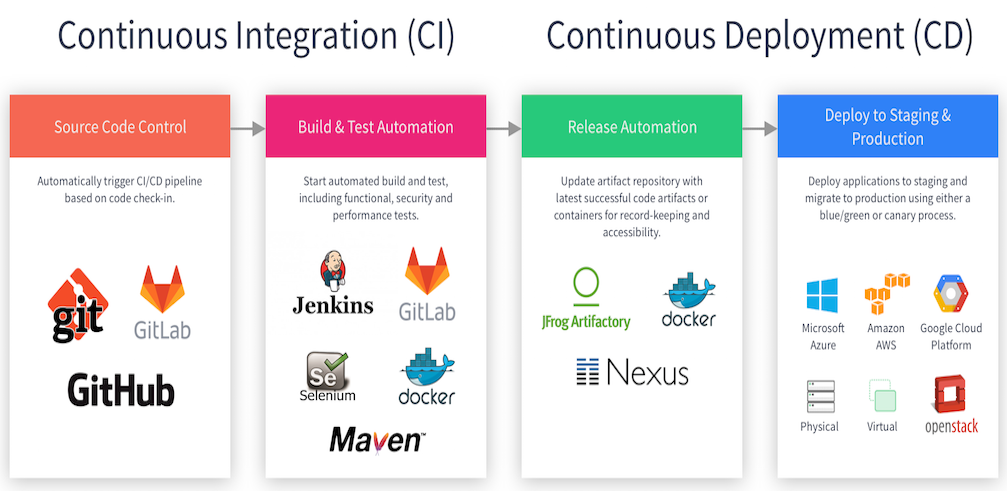 Continuous Integration (CI)
Continuous Deployment (CD)
Source Code Control
Automatically trigger CI/CD pipeline
based on code check-in.
git
GitLab
GitHub
Build & Test Automation
Start automated build and test,
including functional, security and
performance tests.
Jenkins
GitLab
Se
Selenium
docker
Maven™
Release Automation
Update artifact repository with
latest successful code artifacts or
containers for record-keeping and
accessibility.
JFrog Artifactory
docker
Nexus
Deploy to Staging &
Production
Deploy applications to staging and
migrate to production using either a
blue/green or canary process.
Microsoft
Azure
Amazon
AWS
Google Cloud
Platform
Physical
Virtual
openstack